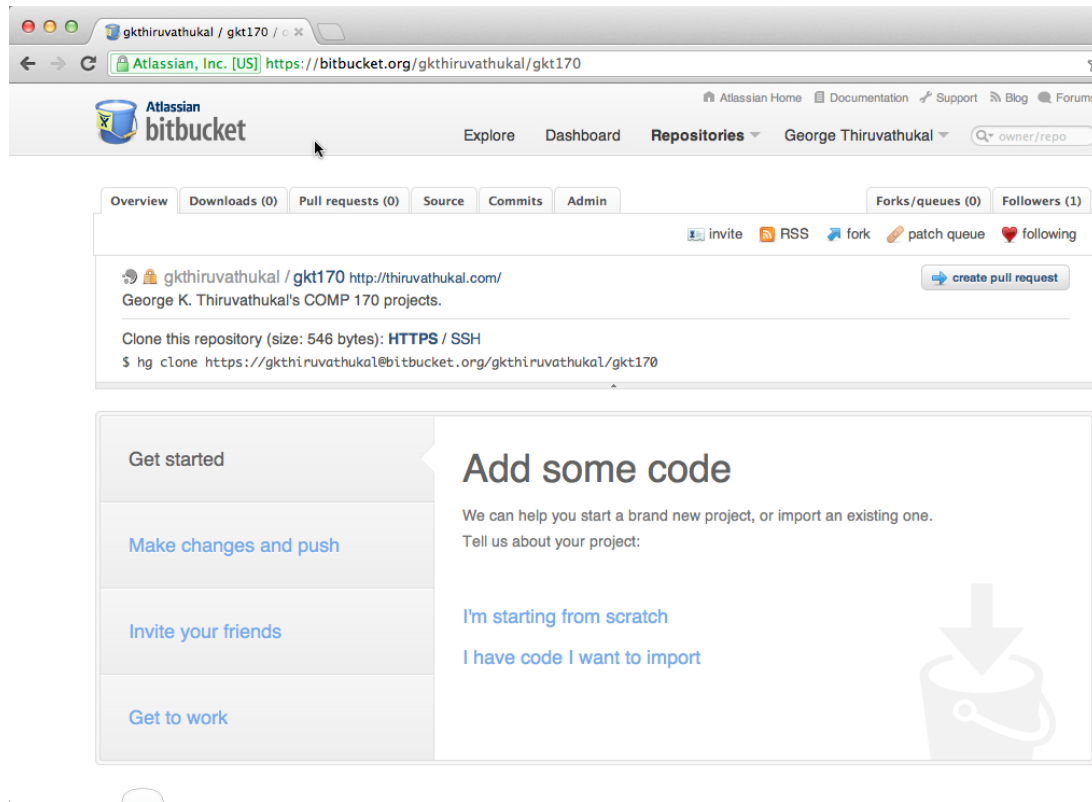 gkthiruvathukal / gkt170 /
Atlassian, Inc. [US] https://bitbucket.org/gkthiruvathukal/gkt170
Atlassian Home Documentation Support Blog Forums
Atlassian
bitbucket
Explore Dashboard Repositories George Thiruvathukal owner/repo
Overview Downloads (0) Pull requests (0) Source Commits Admin Forks/queues (0) Followers (1)
invite RSS fork patch queue following
gkthiruvathukal / gkt170 http://thiruvathukal.com/ create pull request
George K. Thiruvathukal's COMP 170 projects.
Clone this repository (size: 546 bytes): HTTPS / SSH
$ hg clone https://gkthiruvathukal@bitbucket.org/gkthiruvathukal/gkt170
Get started
Make changes and push
Invite your friends
Get to work
Add some code
We can help you start a brand new project, or import an existing one.
Tell us about your project:
I'm starting from scratch
I have code I want to import